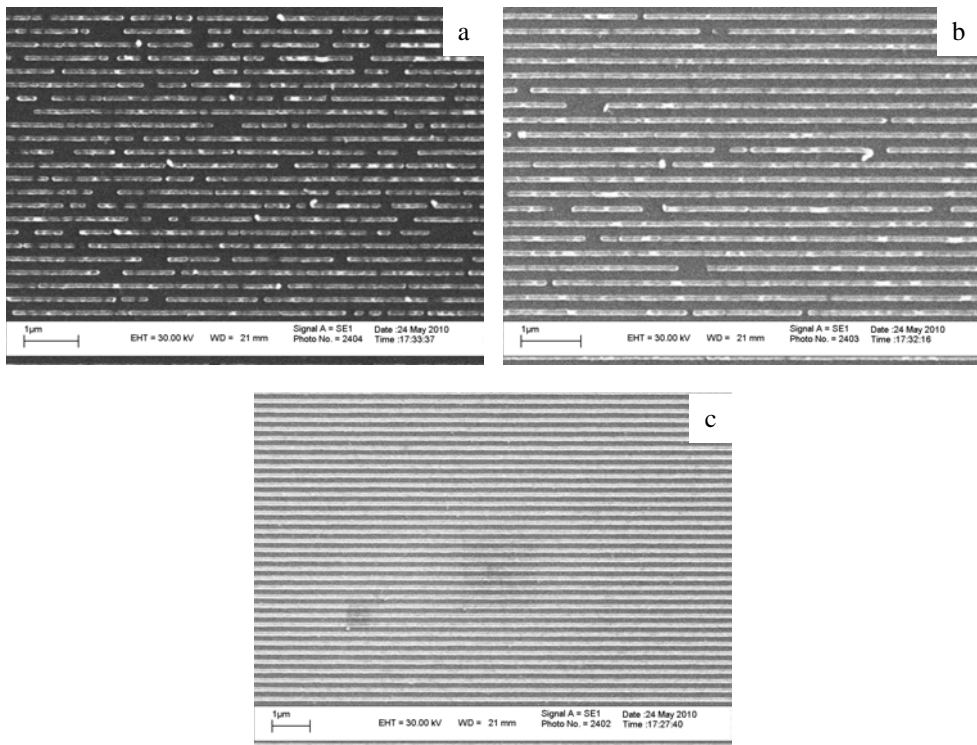 a
1µm
EHT = 30.00 kV WD = 21 mm
Signal A = SE1 Date :24 May 2010
Photo No. = 2404 Time :17:33:37
b
1µm
EHT = 30.00 kV WD = 21 mm
Signal A = SE1 Date :24 May 2010
Photo No. = 2403 Time :17:32:16
c
1µm
EHT = 30.00 kV WD = 21 mm
Signal A = SE1 Date :24 May 2010
Photo No. = 2402 Time :17:27:40